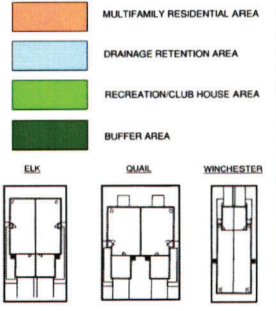 MULTIFAMILY RESIDENTIAL AREA
DRAINAGE RETENTION AREA
RECREATION/CLUB HOUSE AREA
BUFFER AREA
ELK QUAIL WINCHESTER